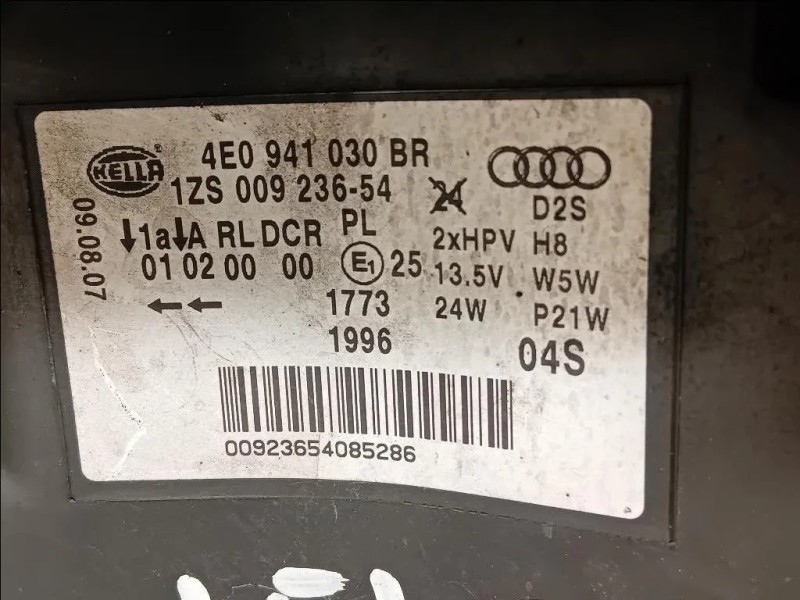 HELLA ® 4E0 941 030 BR
1ZS 009 236-54 24 D2S
09.08.07
↓1a↓A RL DCR PL 2xHPV H8
01 02 00 00 E1 25 13.5V W5W
←← 1773 24W P21W
1996 04S
00923654085286